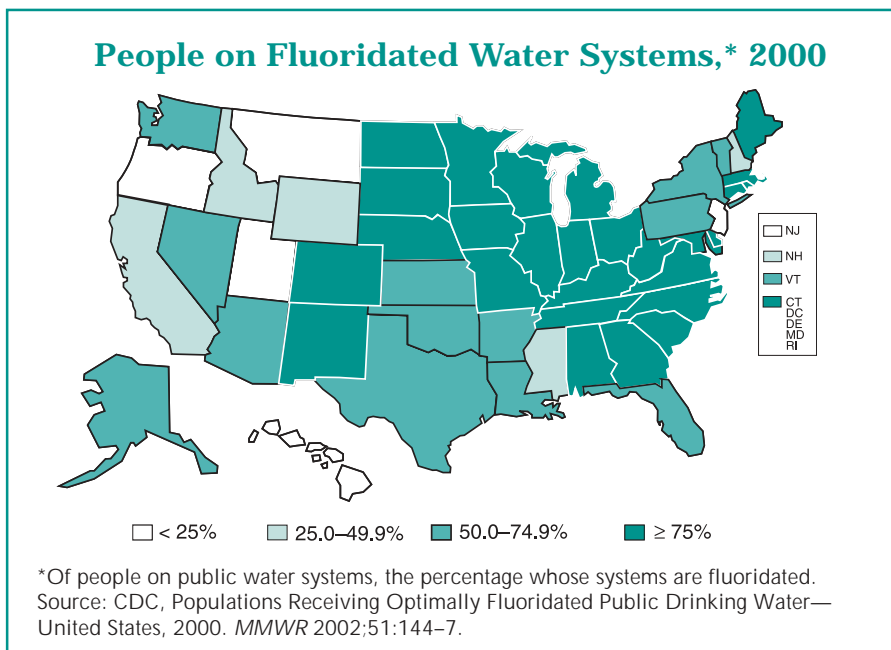 People on Fluoridated Water Systems,* 2000
NJ
NH
VT
CT
DC
DE
MD
RI
< 25%
25.0–49.9%
50.0–74.9%
≥ 75%
*Of people on public water systems, the percentage whose systems are fluoridated.
Source: CDC, Populations Receiving Optimally Fluoridated Public Drinking Water—
United States, 2000. MMWR 2002;51:144–7.